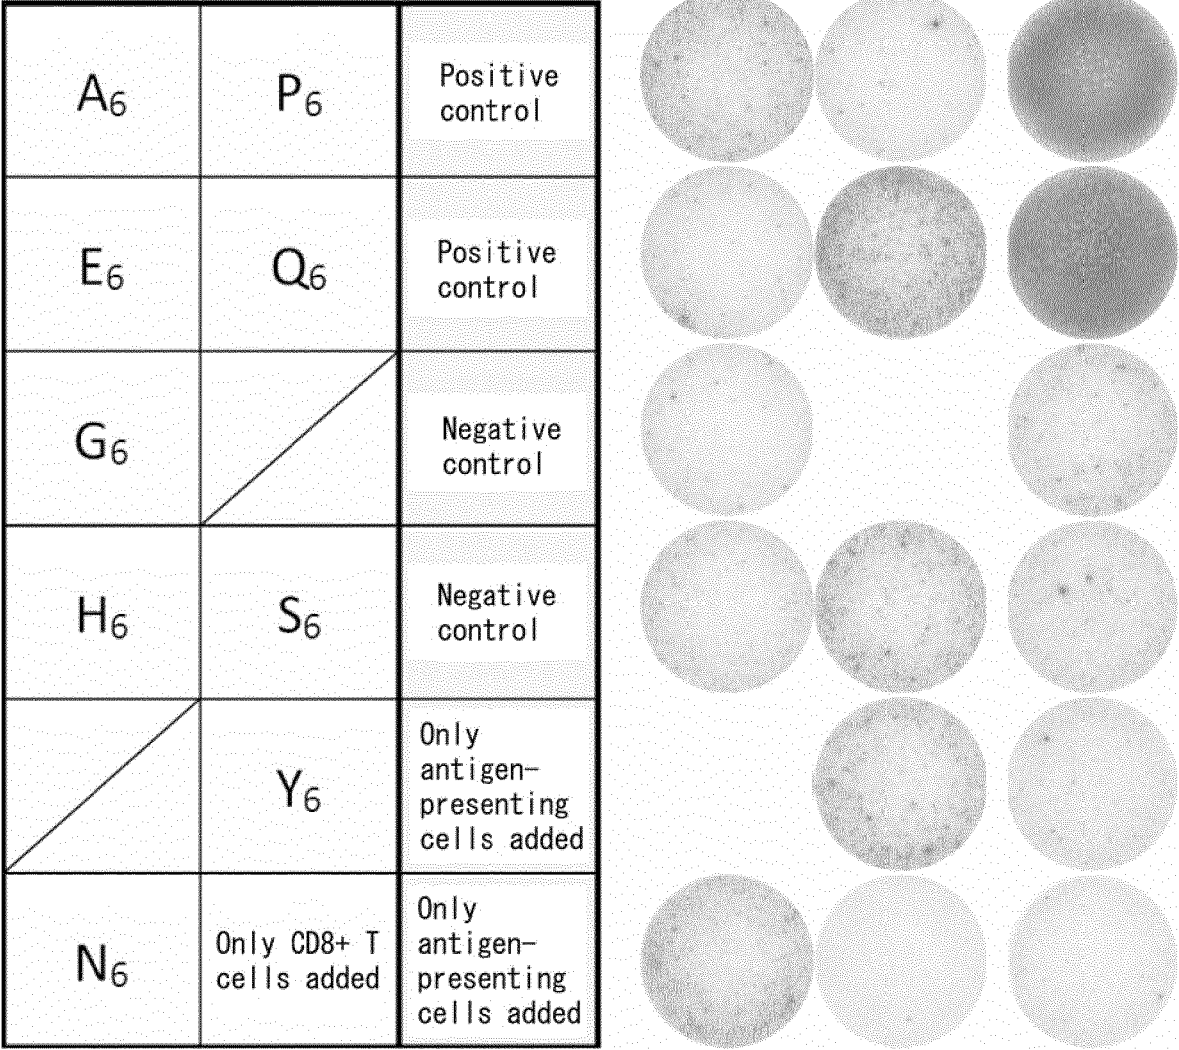 A6 P6 Positive
control
E6 Q6 Positive
control
G6 Negative
control
H6 S6 Negative
control
Y6 Only
antigen-
presenting
cells added
N6 Only CD8+ T
cells added
Only
antigen-
presenting
cells added